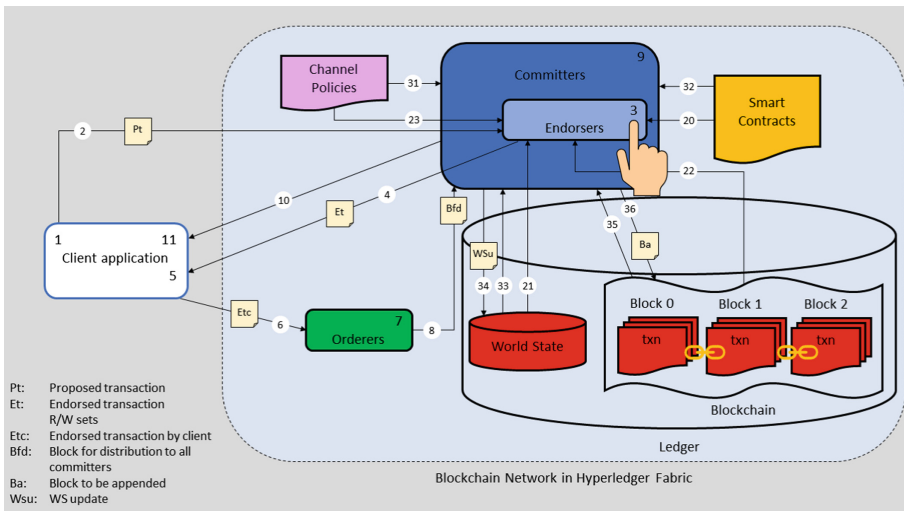 9
Channel
Policies
31
Committers
32
Smart
Contracts
3
Endorsers
23
20
2
Pt
22
10
4
Et
Bfd
36
35
Ba
1
11
Client application
5
WSu
34
33
21
Etc
6
7
Orderers
8
World State
Block 0
Block 1
Block 2
txn
txn
txn
Blockchain
Ledger
Blockchain Network in Hyperledger Fabric
Pt: Proposed transaction
Et: Endorsed transaction
R/W sets
Etc: Endorsed transaction by client
Bfd: Block for distribution to all
committers
Ba: Block to be appended
Wsu: WS update